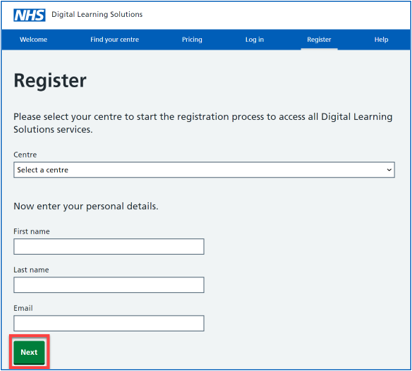 NHS Digital Learning Solutions
Welcome Find your centre Pricing Log in Register Help
Register
Please select your centre to start the registration process to access all Digital Learning
Solutions services.
Centre
Select a centre
Now enter your personal details.
First name
Last name
Email
Next